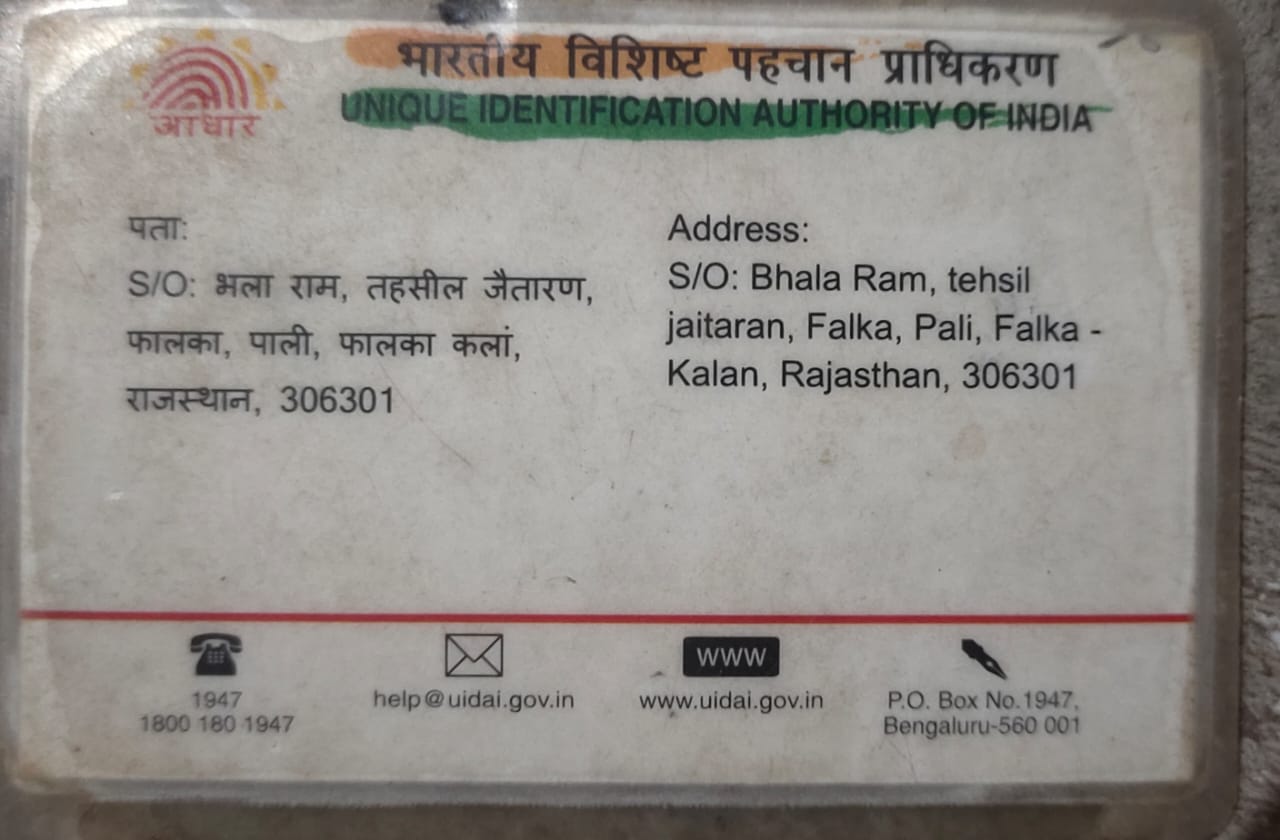 आधार
भारतीय विशिष्ट पहचान प्राधिकरण
UNIQUE IDENTIFICATION AUTHORITY OF INDIA
पता:
S/O: भला राम, तहसील जैतारण,
फालका, पाली, फालका कलां,
राजस्थान, 306301
Address:
S/O: Bhala Ram, tehsil
jaitaran, Falka, Pali, Falka -
Kalan, Rajasthan, 306301
1947
1800 180 1947
help@uidai.gov.in
WWW
www.uidai.gov.in
P.O. Box No.1947,
Bengaluru-560 001